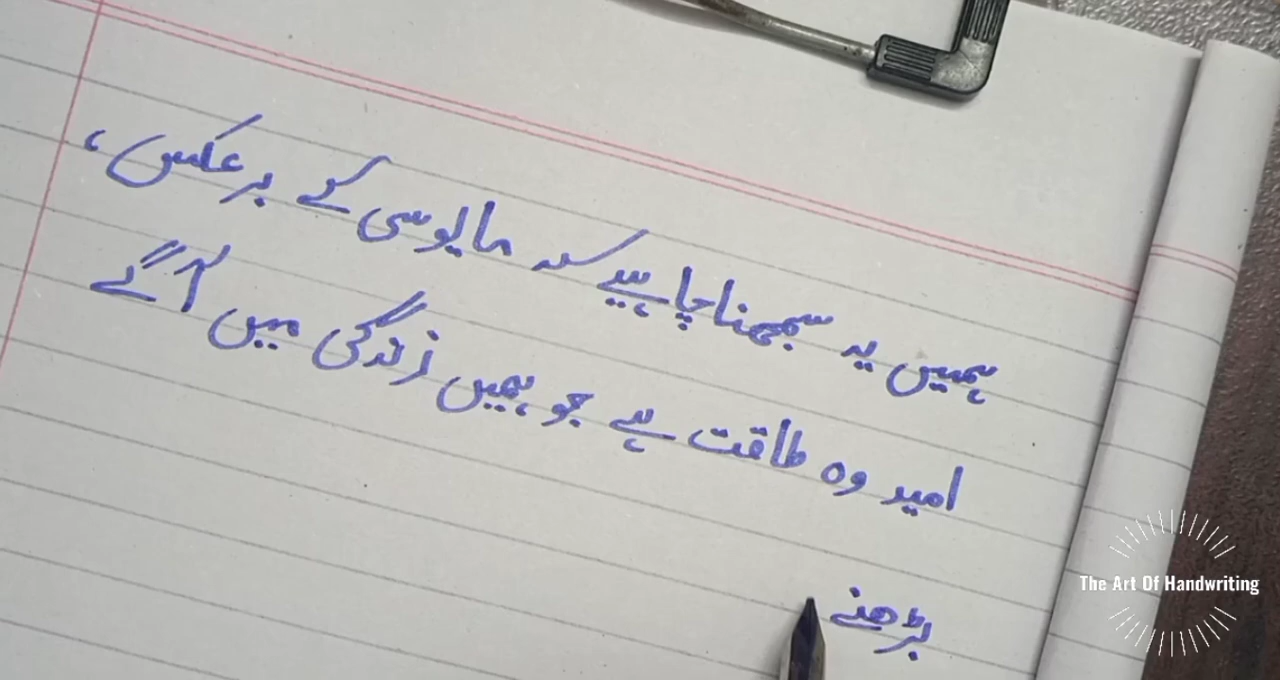 ہمیں یہ سمجھنا چاہیے کہ مایوسی کے برعکس،
امید وہ طاقت ہے جو ہمیں زندگی میں آگے
بڑھنے
The Art Of Handwriting